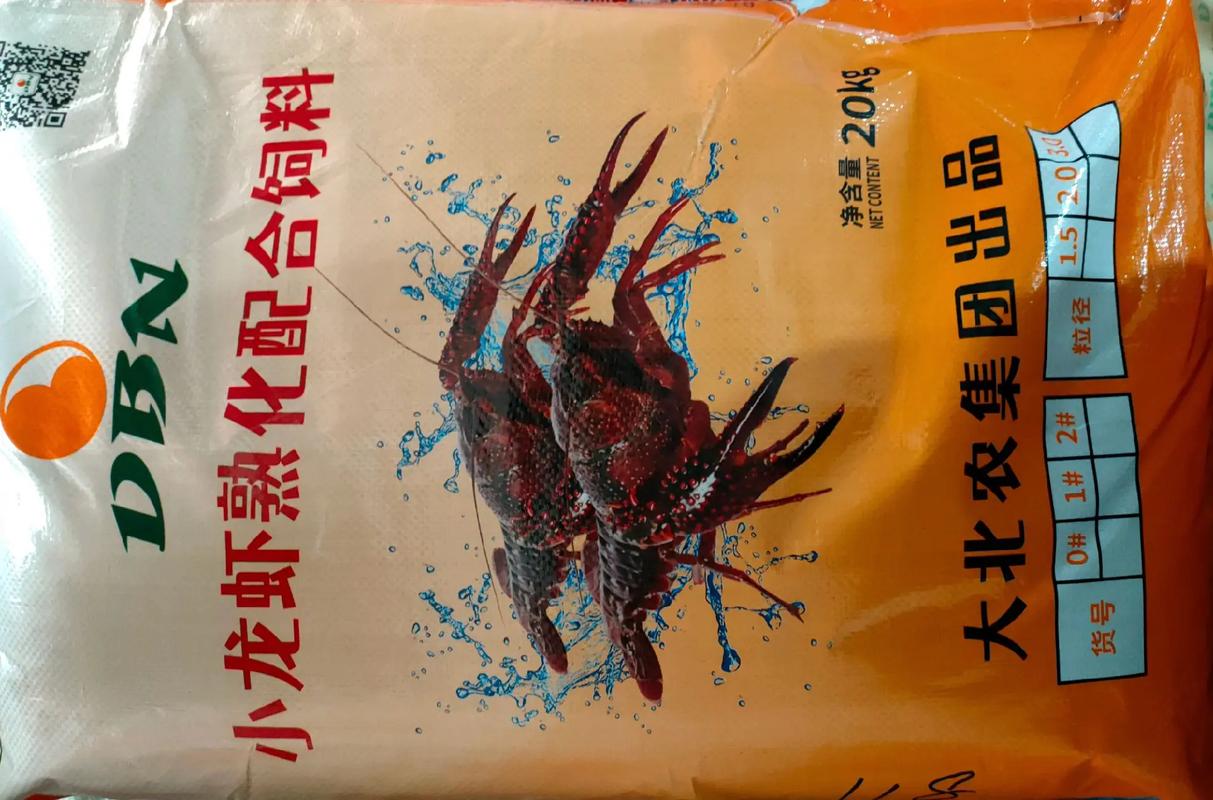 DBN
小龙虾熟化配合饲料
净含量 20kg
NET CONTENT
大北农集团出品
货号 0# 1# 2#
粒径 1.5 2.0 3.0